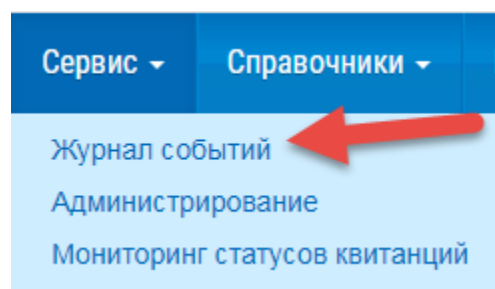 Сервис Справочники
Журнал событий
Администрирование
Мониторинг статусов квитанций